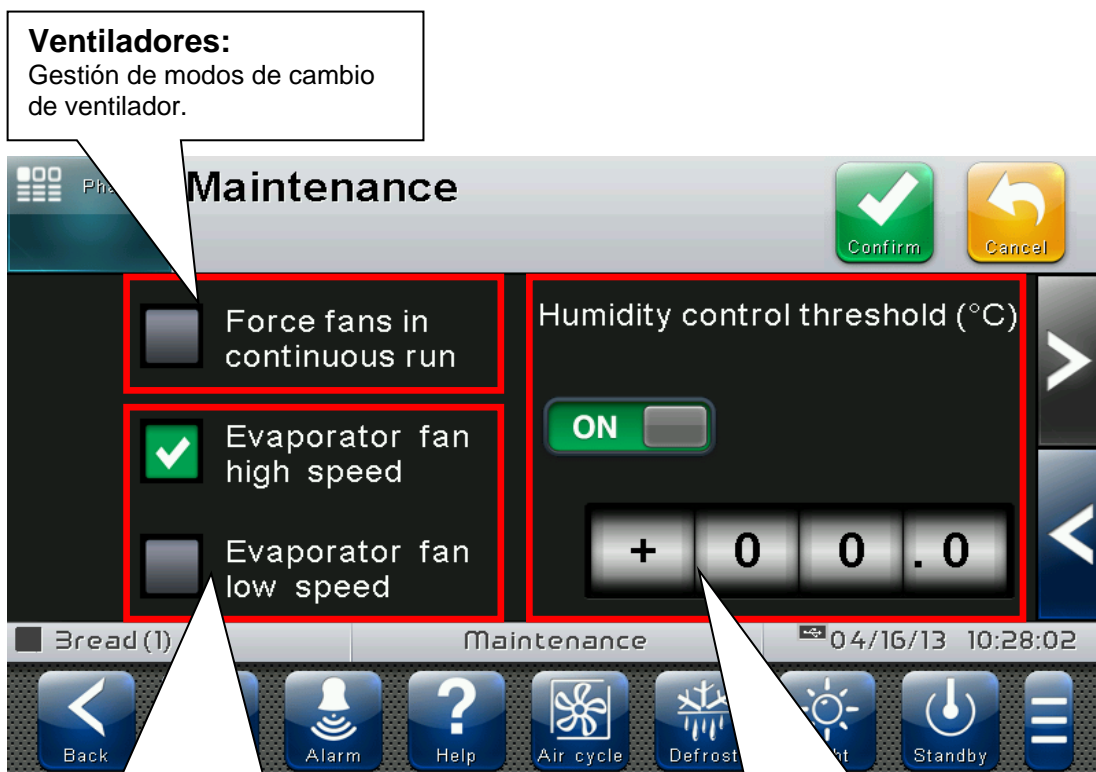 Ventiladores:
Gestión de modos de cambio
de ventilador.
Maintenance
Confirm
Cancel
Force fans in
continuous run
Humidity control threshold (°C)
ON
Evaporator fan
high speed
Evaporator fan
low speed
+ 0 0 . 0
Bread (1)
Maintenance
04/16/13 10:28:02
Back
Alarm
Help
Air cycle
Defrost
Standby